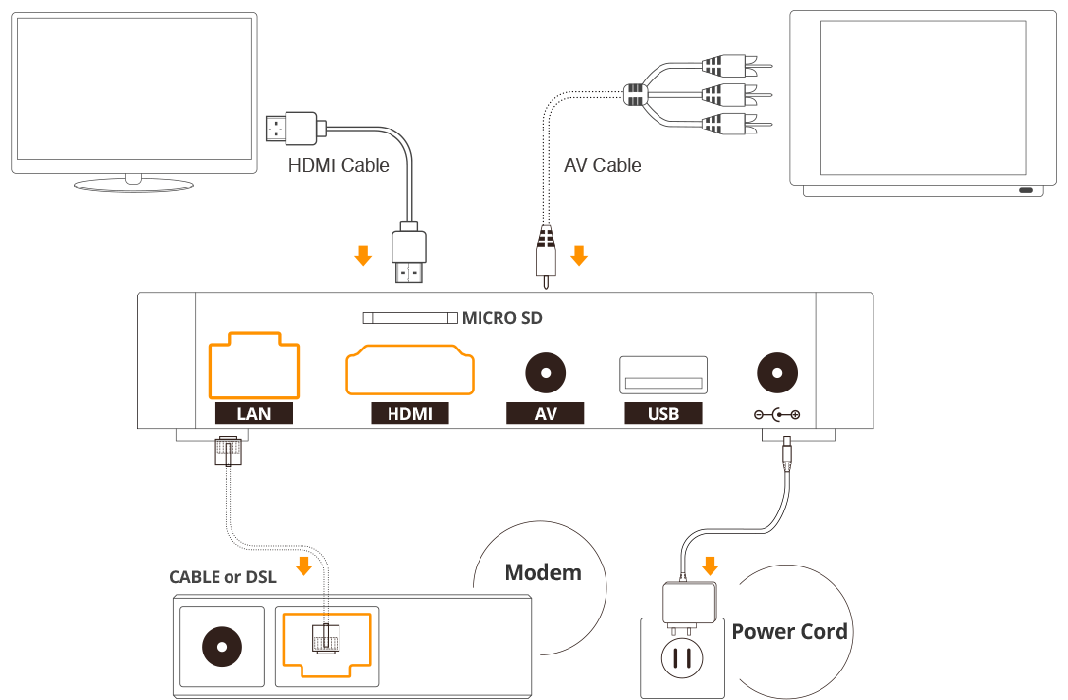 HDMI Cable
AV Cable
MICRO SD
LAN
HDMI
AV
USB
CABLE or DSL
Modem
Power Cord